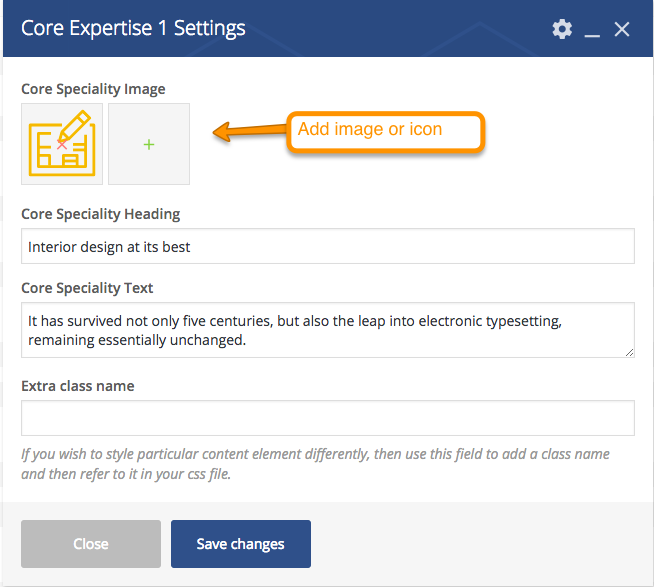 Core Expertise 1 Settings
Core Speciality Image
Add image or icon
Core Speciality Heading
Interior design at its best
Core Speciality Text
It has survived not only five centuries, but also the leap into electronic typesetting,
remaining essentially unchanged.
Extra class name
If you wish to style particular content element differently, then use this field to add a class name
and then refer to it in your css file.
Close
Save changes